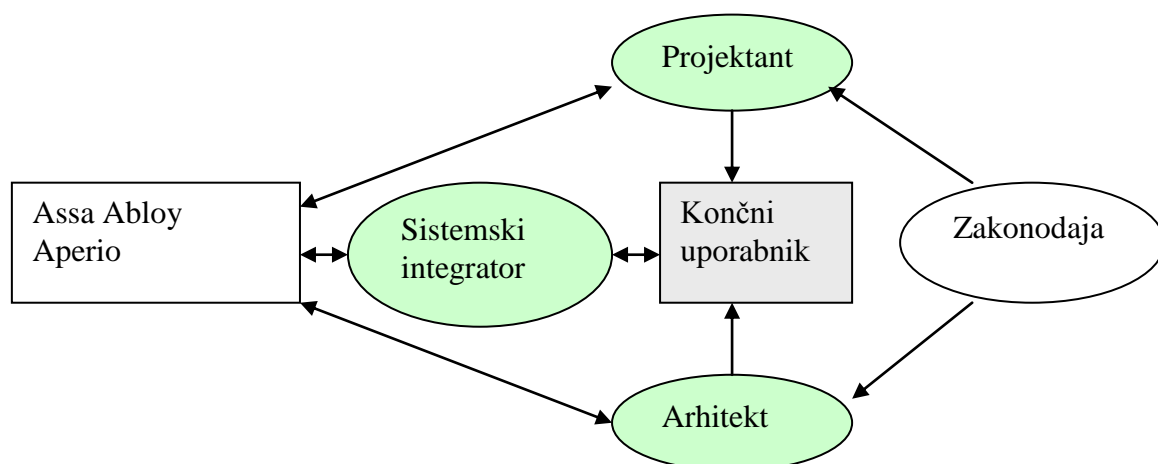 Projektant
Assa Abloy
Aperio
Sistemski
integrator
Končni
uporabnik
Zakonodaja
Arhitekt